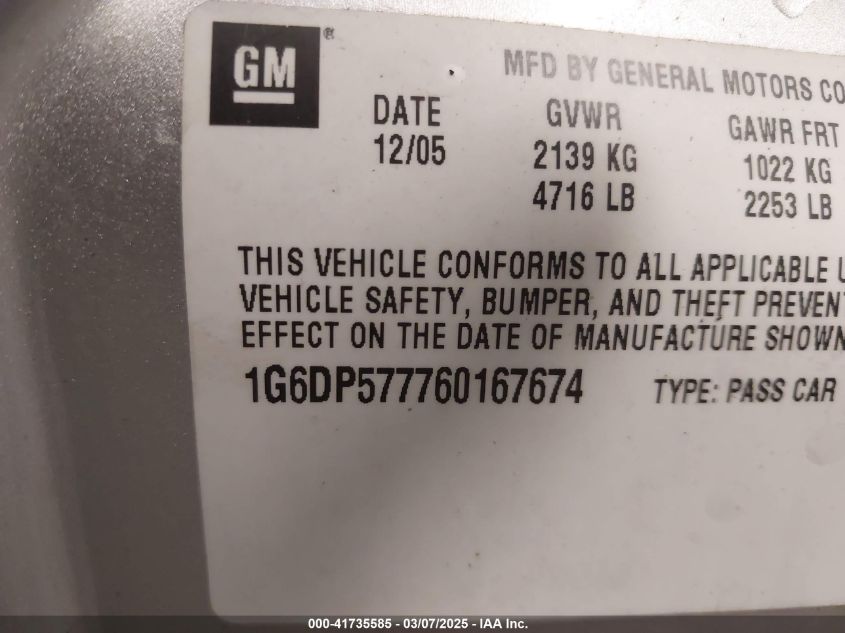 GM®
MFD BY GENERAL MOTORS CO
DATE GVWR GAWR FRT
12/05 2139 KG 1022 KG
4716 LB 2253 LB
THIS VEHICLE CONFORMS TO ALL APPLICABLE U
VEHICLE SAFETY, BUMPER, AND THEFT PREVENT
EFFECT ON THE DATE OF MANUFACTURE SHOWN
1G6DP577760167674 TYPE: PASS CAR
000-41735585 - 03/07/2025 - IAA Inc.